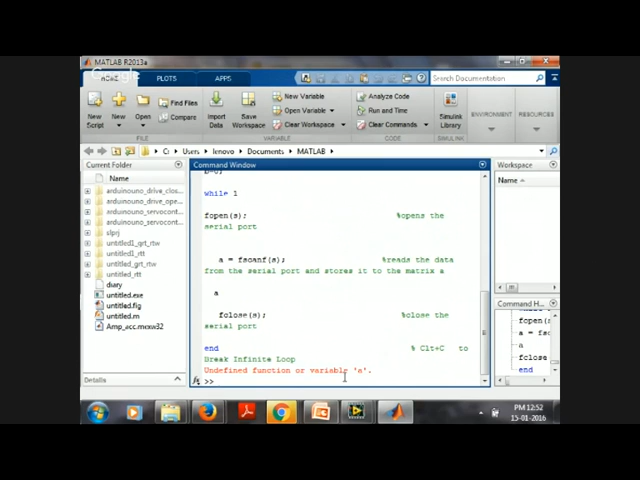 MATLAB R2013a
HOME PLOTS APPS Search Documentation
New Script
New
Open
Find Files
Compare
Import Data
Save Workspace
New Variable
Open Variable
Clear Workspace
Analyze Code
Run and Time
Clear Commands
Simulink Library
ENVIRONMENT
RESOURCES
FILE VARIABLE CODE SIMULINK
C: Users lenovo Documents MATLAB
Current Folder
Name
arduinouno_drive_clos...
arduinouno_drive_ope...
arduinouno_servocont...
arduinouno_servocont...
slprj
untitled1_grt_rtw
untitled1_rtt
untitled_grt_rtw
untitled_rtt
diary
untitled.exe
untitled.fig
untitled.m
Amp_acc.mexw32
Details
Command Window
b=0;
while 1
fopen(s); %opens the
serial port
a = fscanf(s); %reads the data
from the serial port and stores it to the matrix a
a
fclose(s); %close the
serial port
end % Clt+C to
Break Infinite Loop
Undefined function or variable 's'.
>>
Workspace
Name
Command H...
fopen(s
a = fsc
a
fclose
end
PM 12:52
15-01-2016